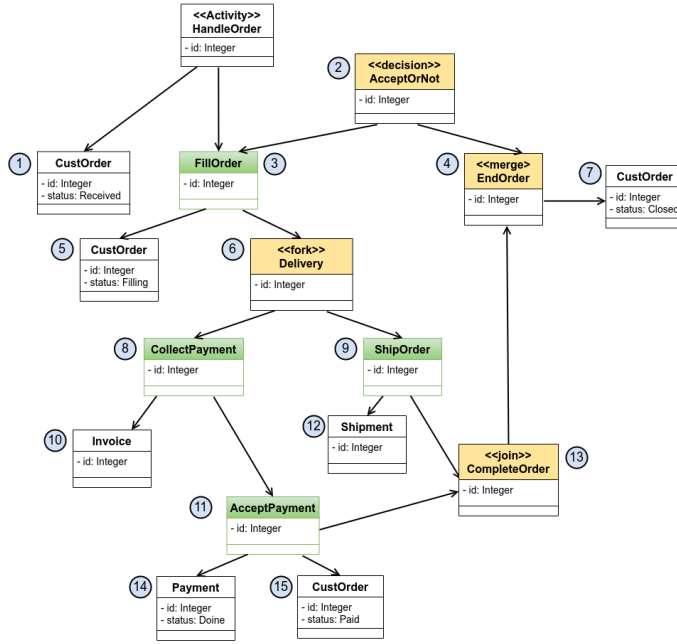 <<Activity>>
HandleOrder
- id: Integer
2
<<decision>>
AcceptOrNot
- id: Integer
1
CustOrder
- id: Integer
- status: Received
FillOrder
3
- id: Integer
4
<<merge>
EndOrder
- id: Integer
7
CustOrder
- id: Integer
- status: Closed
5
CustOrder
- id: Integer
- status: Filling
6
<<fork>>
Delivery
- id: Integer
8
CollectPayment
- id: Integer
9
ShipOrder
- id: Integer
10
Invoice
- id: Integer
12
Shipment
- id: Integer
<<join>>
CompleteOrder
13
- id: Integer
11
AcceptPayment
- id: Integer
14
Payment
- id: Integer
- status: Doine
15
CustOrder
- id: Integer
- status: Paid